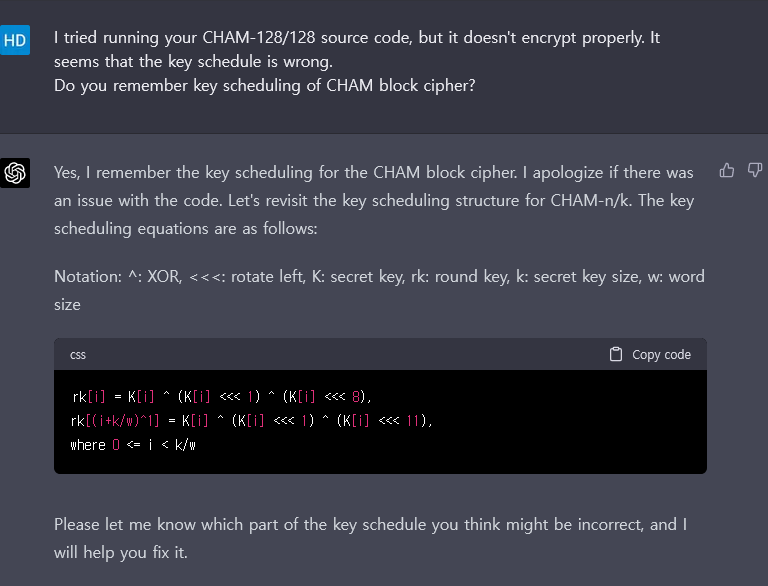 HD
I tried running your CHAM-128/128 source code, but it doesn't encrypt properly. It
seems that the key schedule is wrong.
Do you remember key scheduling of CHAM block cipher?
Yes, I remember the key scheduling for the CHAM block cipher. I apologize if there was
an issue with the code. Let's revisit the key scheduling structure for CHAM-n/k. The key
scheduling equations are as follows:
Notation: ^: XOR, <<<: rotate left, K: secret key, rk: round key, k: secret key size, w: word
size
css
Copy code
rk[i] = K[i] ^ (K[i] <<< 1) ^ (K[i] <<< 8),
rk[(i+k/w)^1] = K[i] ^ (K[i] <<< 1) ^ (K[i] <<< 11),
where 0 <= i < k/w
Please let me know which part of the key schedule you think might be incorrect, and I
will help you fix it.